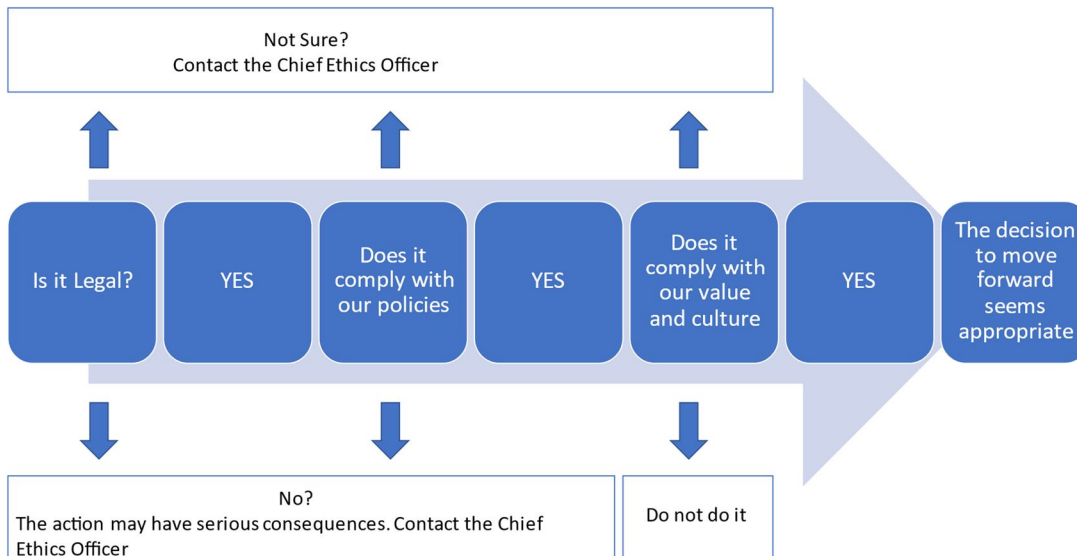 Not Sure?
Contact the Chief Ethics Officer
Is it Legal?
YES
Does it
comply with
our policies
YES
Does it
comply with
our value
and culture
YES
The decision
to move
forward
seems
appropriate
No?
The action may have serious consequences. Contact the Chief
Ethics Officer
Do not do it